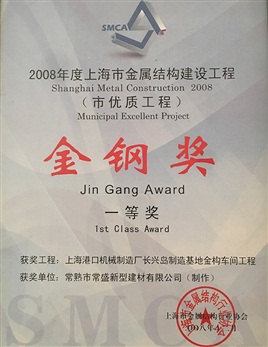 SMCA
2008年度上海市金属结构建设工程
Shanghai Metal Construction 2008
（市优质工程）
Municipal Excellent Project
金钢奖
Jin Gang Award
一等奖
1st Class Award
获奖工程：上海港口机械制造厂长兴岛制造基地金构车间工程
获奖单位：常熟市常盛新型建材有限公司（制作）
上海市金属结构行业协会
SMCA